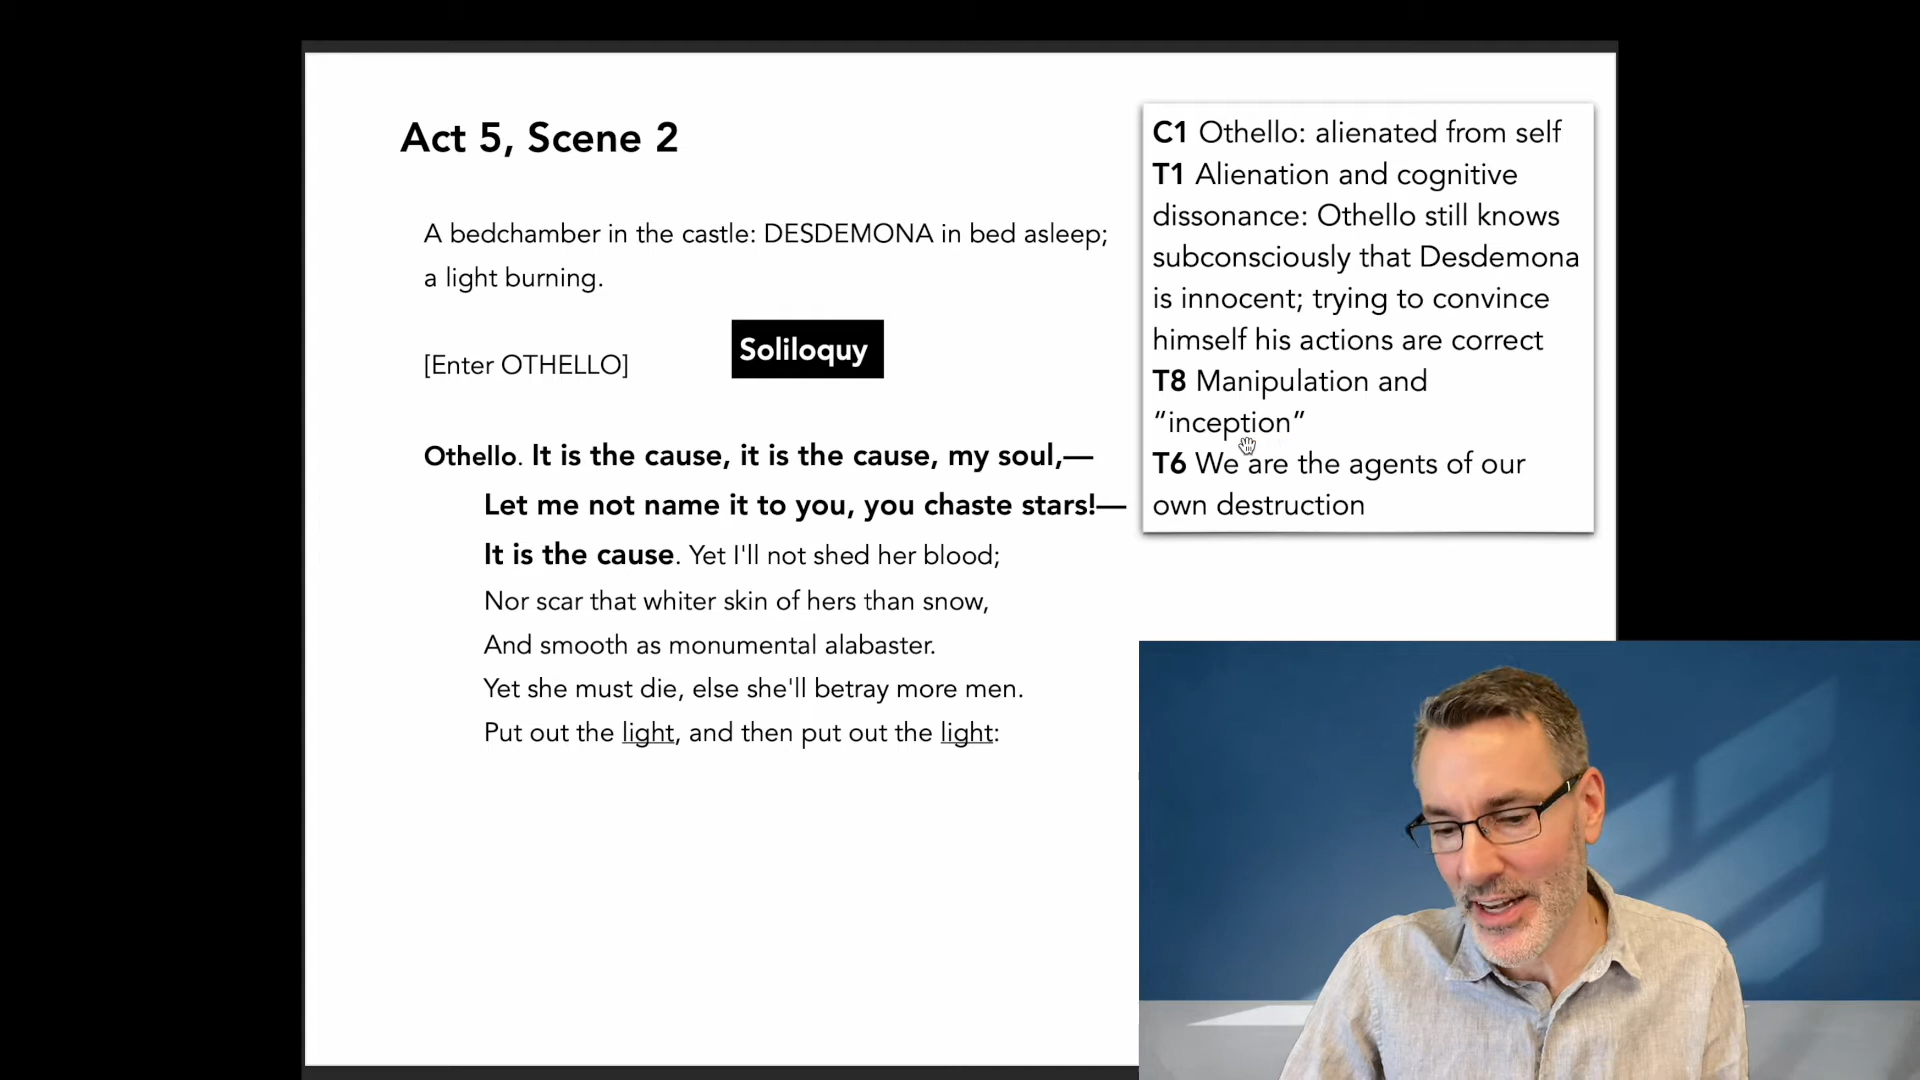 Act 5, Scene 2
A bedchamber in the castle: DESDEMONA in bed asleep;
a light burning.
[Enter OTHELLO]
Soliloquy
Othello. It is the cause, it is the cause, my soul,—
Let me not name it to you, you chaste stars!—
It is the cause. Yet I'll not shed her blood;
Nor scar that whiter skin of hers than snow,
And smooth as monumental alabaster.
Yet she must die, else she'll betray more men.
Put out the light, and then put out the light:
C1 Othello: alienated from self
T1 Alienation and cognitive
dissonance: Othello still knows
subconsciously that Desdemona
is innocent; trying to convince
himself his actions are correct
T8 Manipulation and
“inception”
T6 We are the agents of our
own destruction